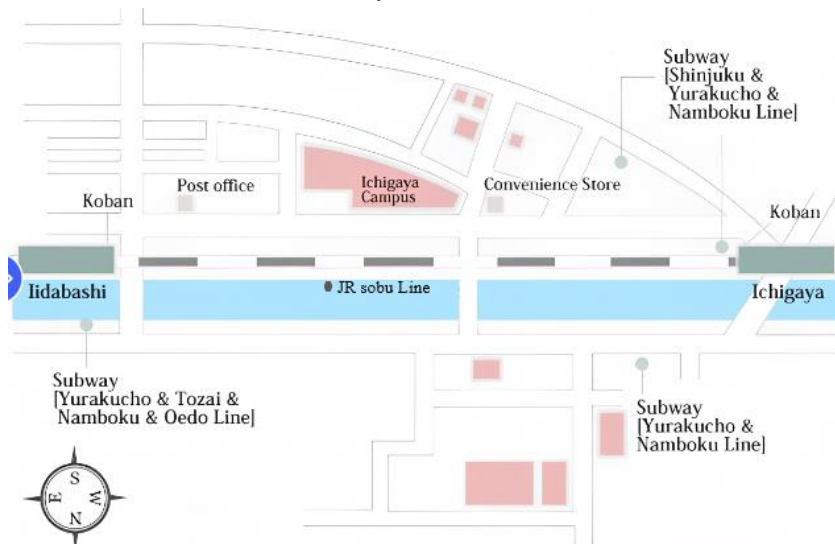 Subway
[Shinjuku &
Yurakucho &
Namboku Line]
Post office
Ichigaya
Campus
Convenience Store
Koban
Koban
Iidabashi
JR sobu Line
Ichigaya
Subway
[Yurakucho & Tozai &
Namboku & Oedo Line]
Subway
[Yurakucho &
Namboku Line]
S
E
W
N